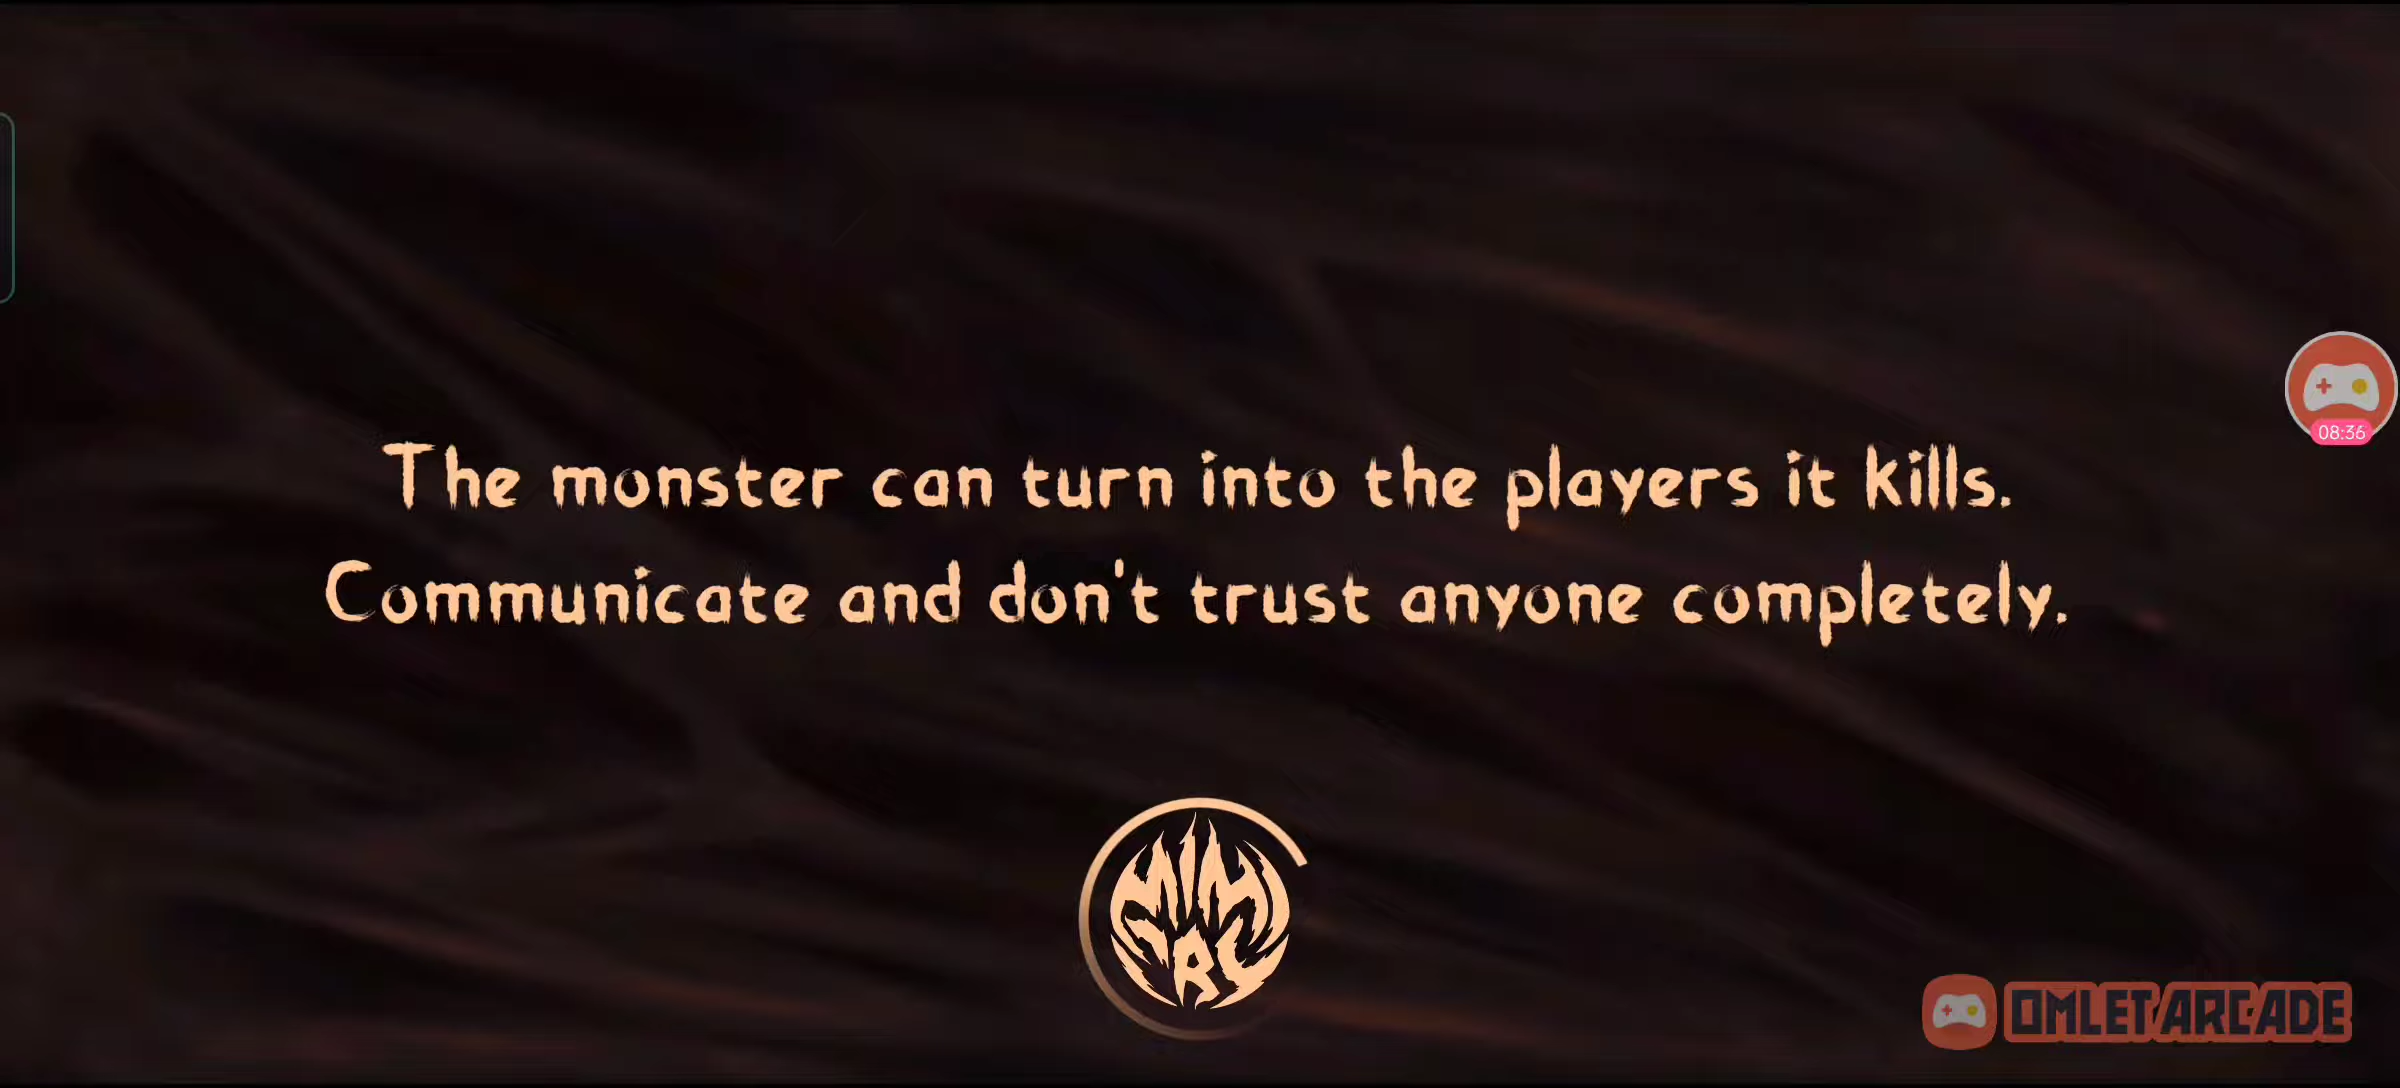 08:36
The monster can turn into the players it kills.
Communicate and don't trust anyone completely.
OMLET ARCADE